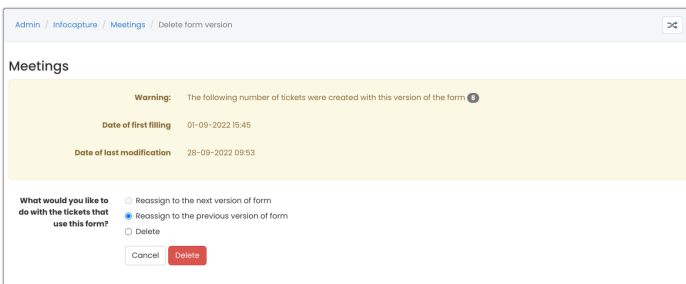 Admin / Infocapture / Meetings / Delete form version
Meetings
Warning: The following number of tickets were created with this version of the form 8
Date of first filling 01-09-2022 15:45
Date of last modification 28-09-2022 09:53
What would you like to do with the tickets that use this form?
Reassign to the next version of form
Reassign to the previous version of form
Delete
Cancel Delete